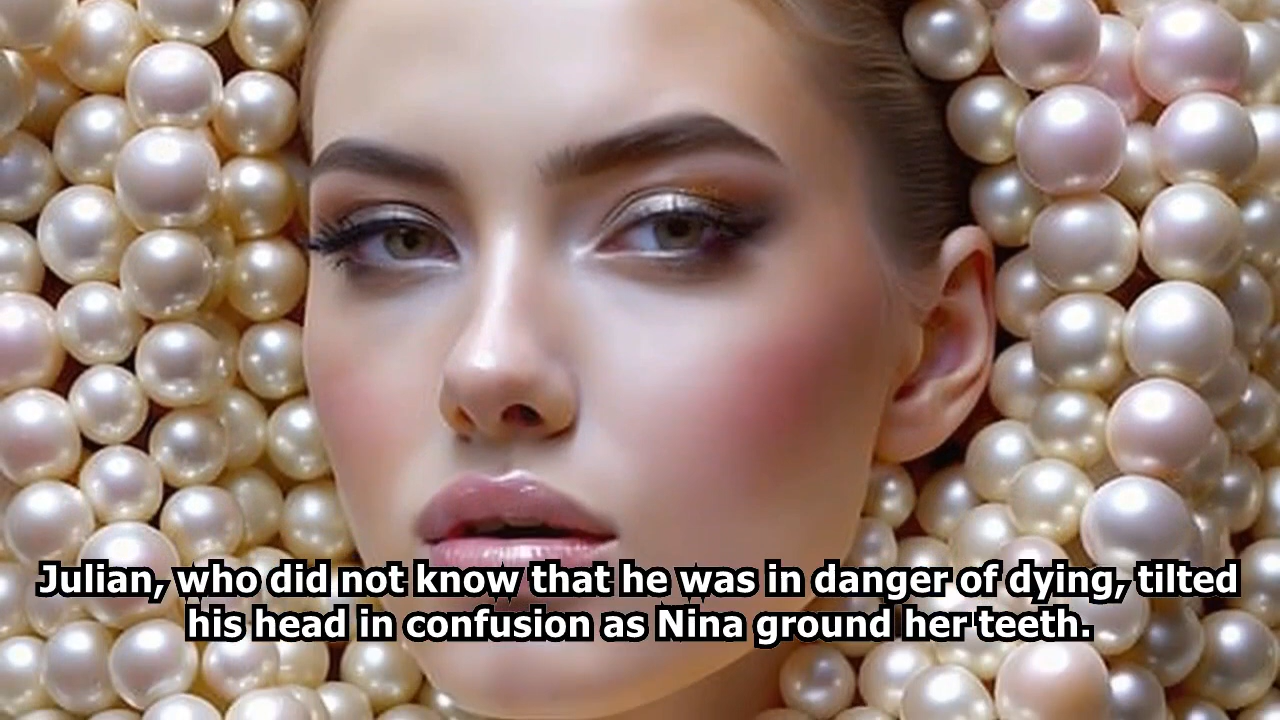 Julian, who did not know that he was in danger of dying, tilted
his head in confusion as Nina ground her teeth.